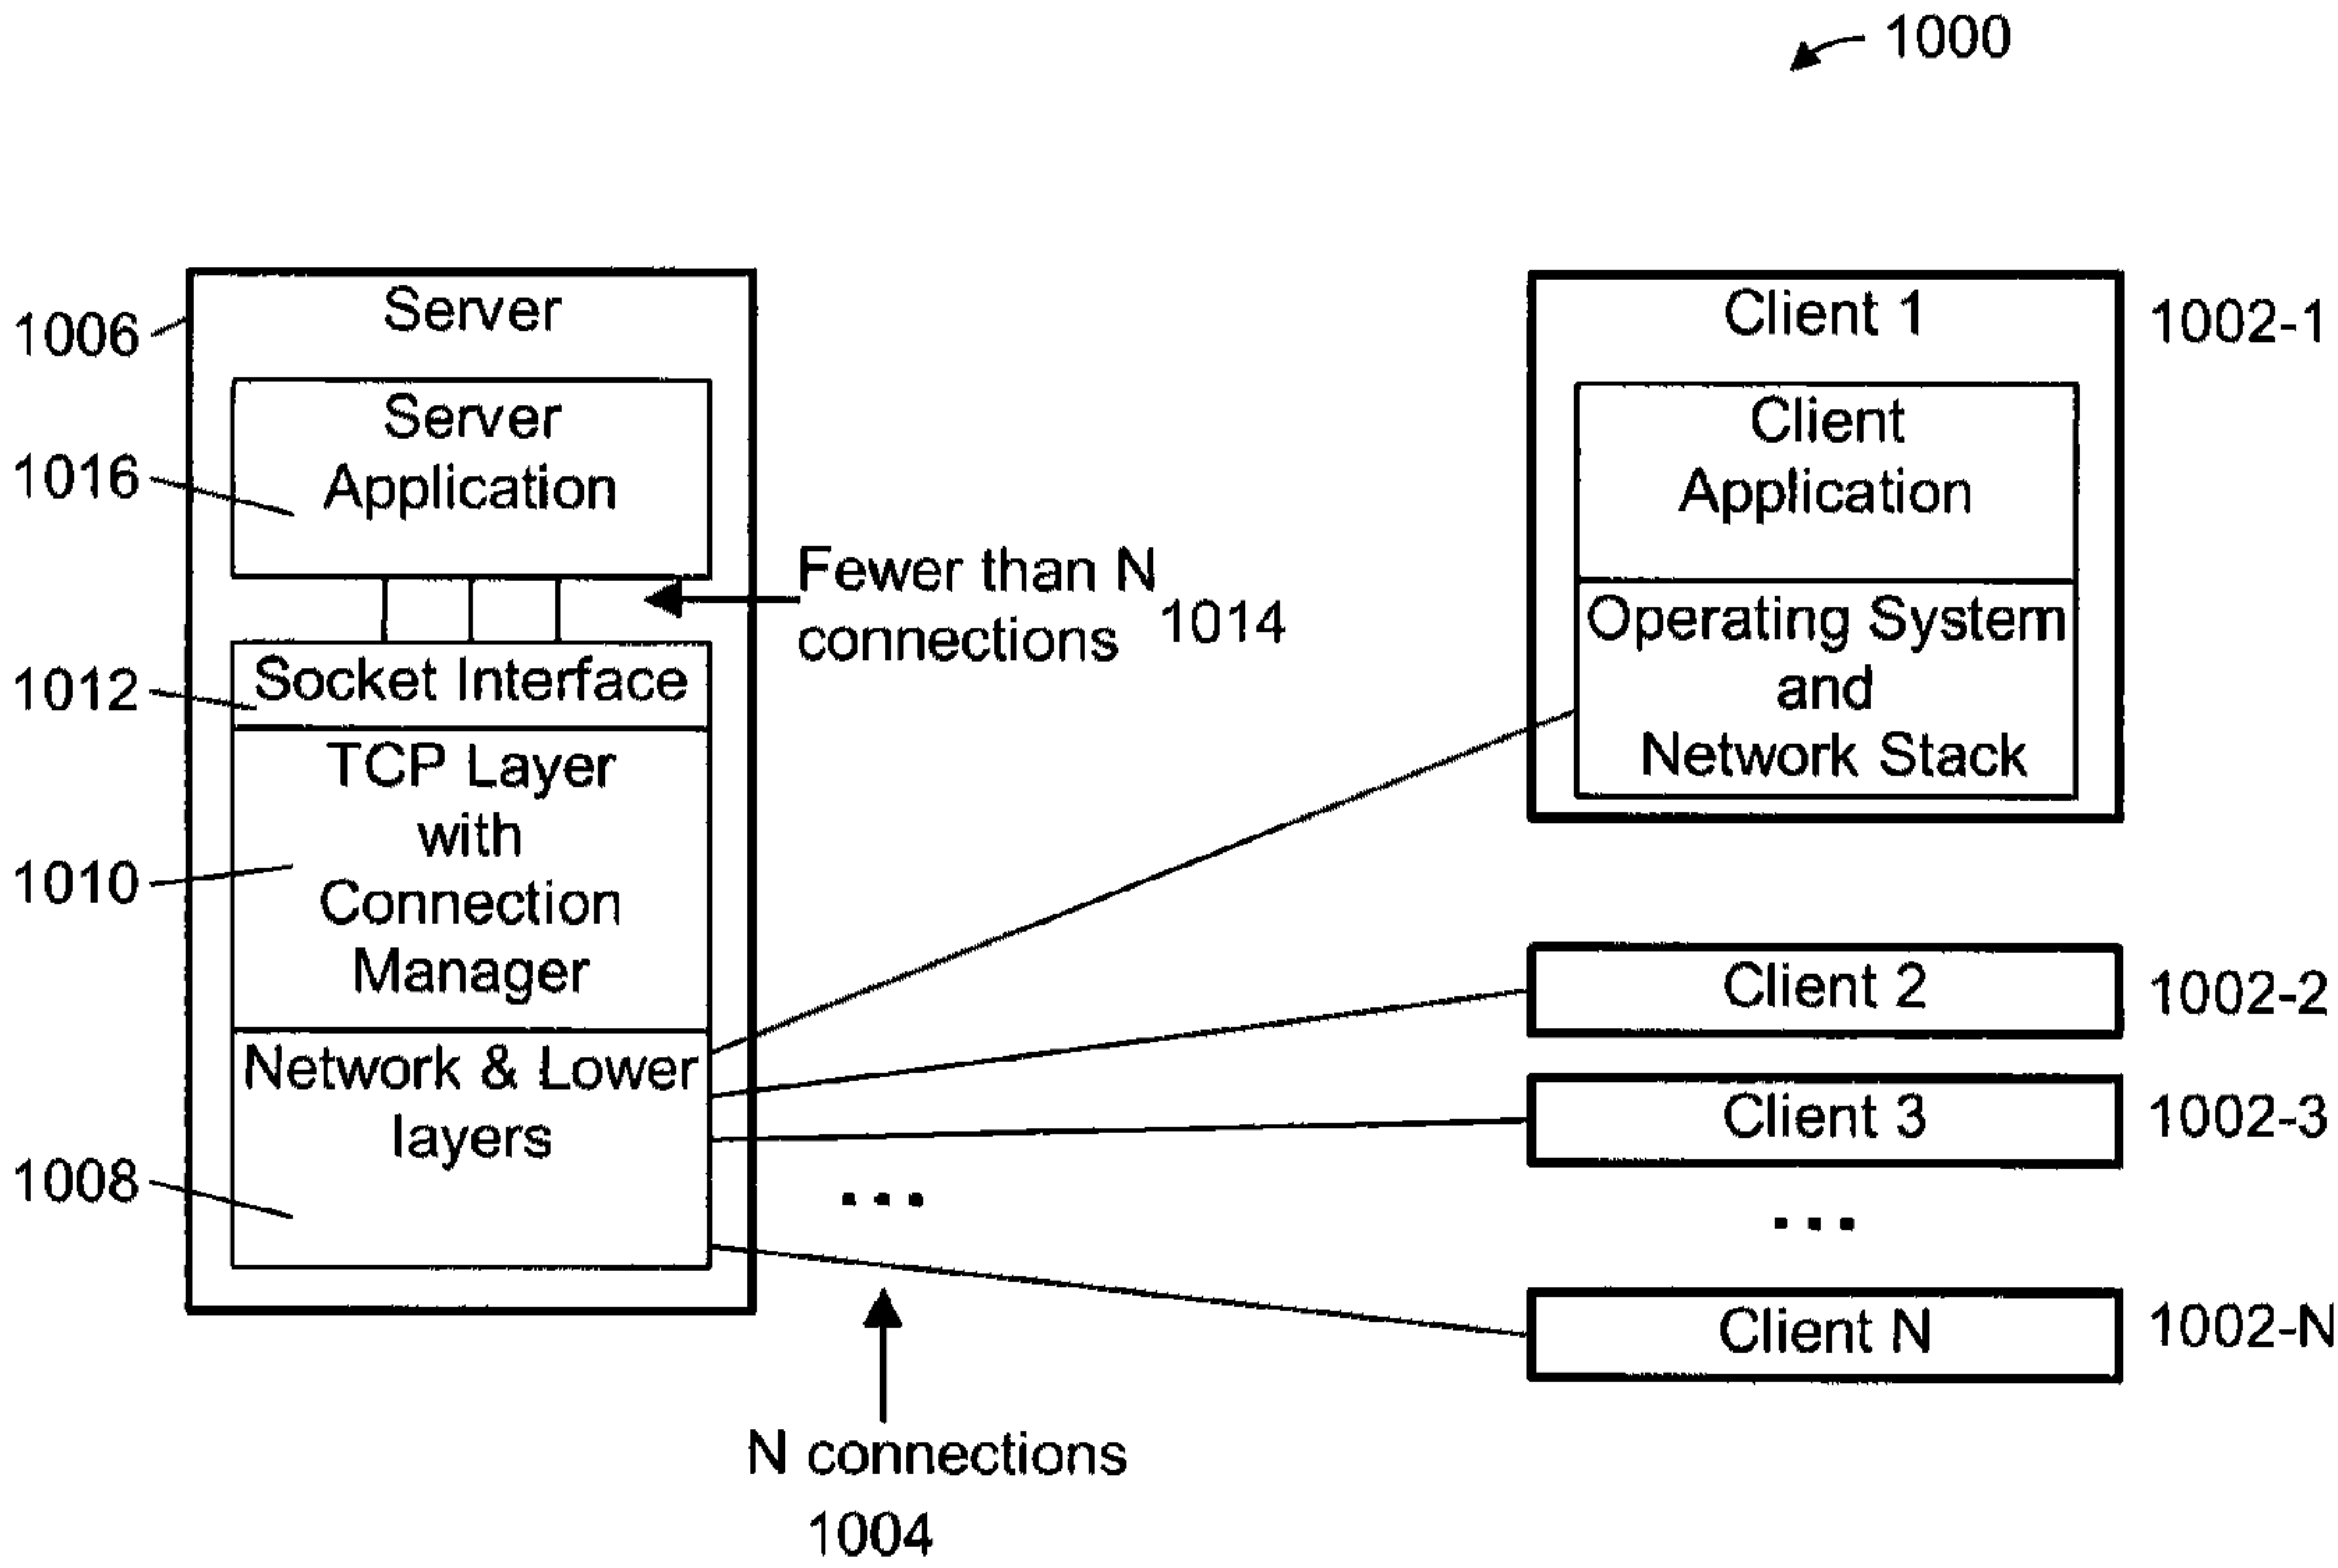 1000
Server
1006
Server
Application
1016
Fewer than N
connections
1014
Socket Interface
1012
TCP Layer
with
Connection
Manager
1010
Network & Lower
layers
1008
...
N connections
1004
Client 1
1002-1
Client
Application
Operating System
and
Network Stack
Client 2
1002-2
Client 3
1002-3
...
Client N
1002-N